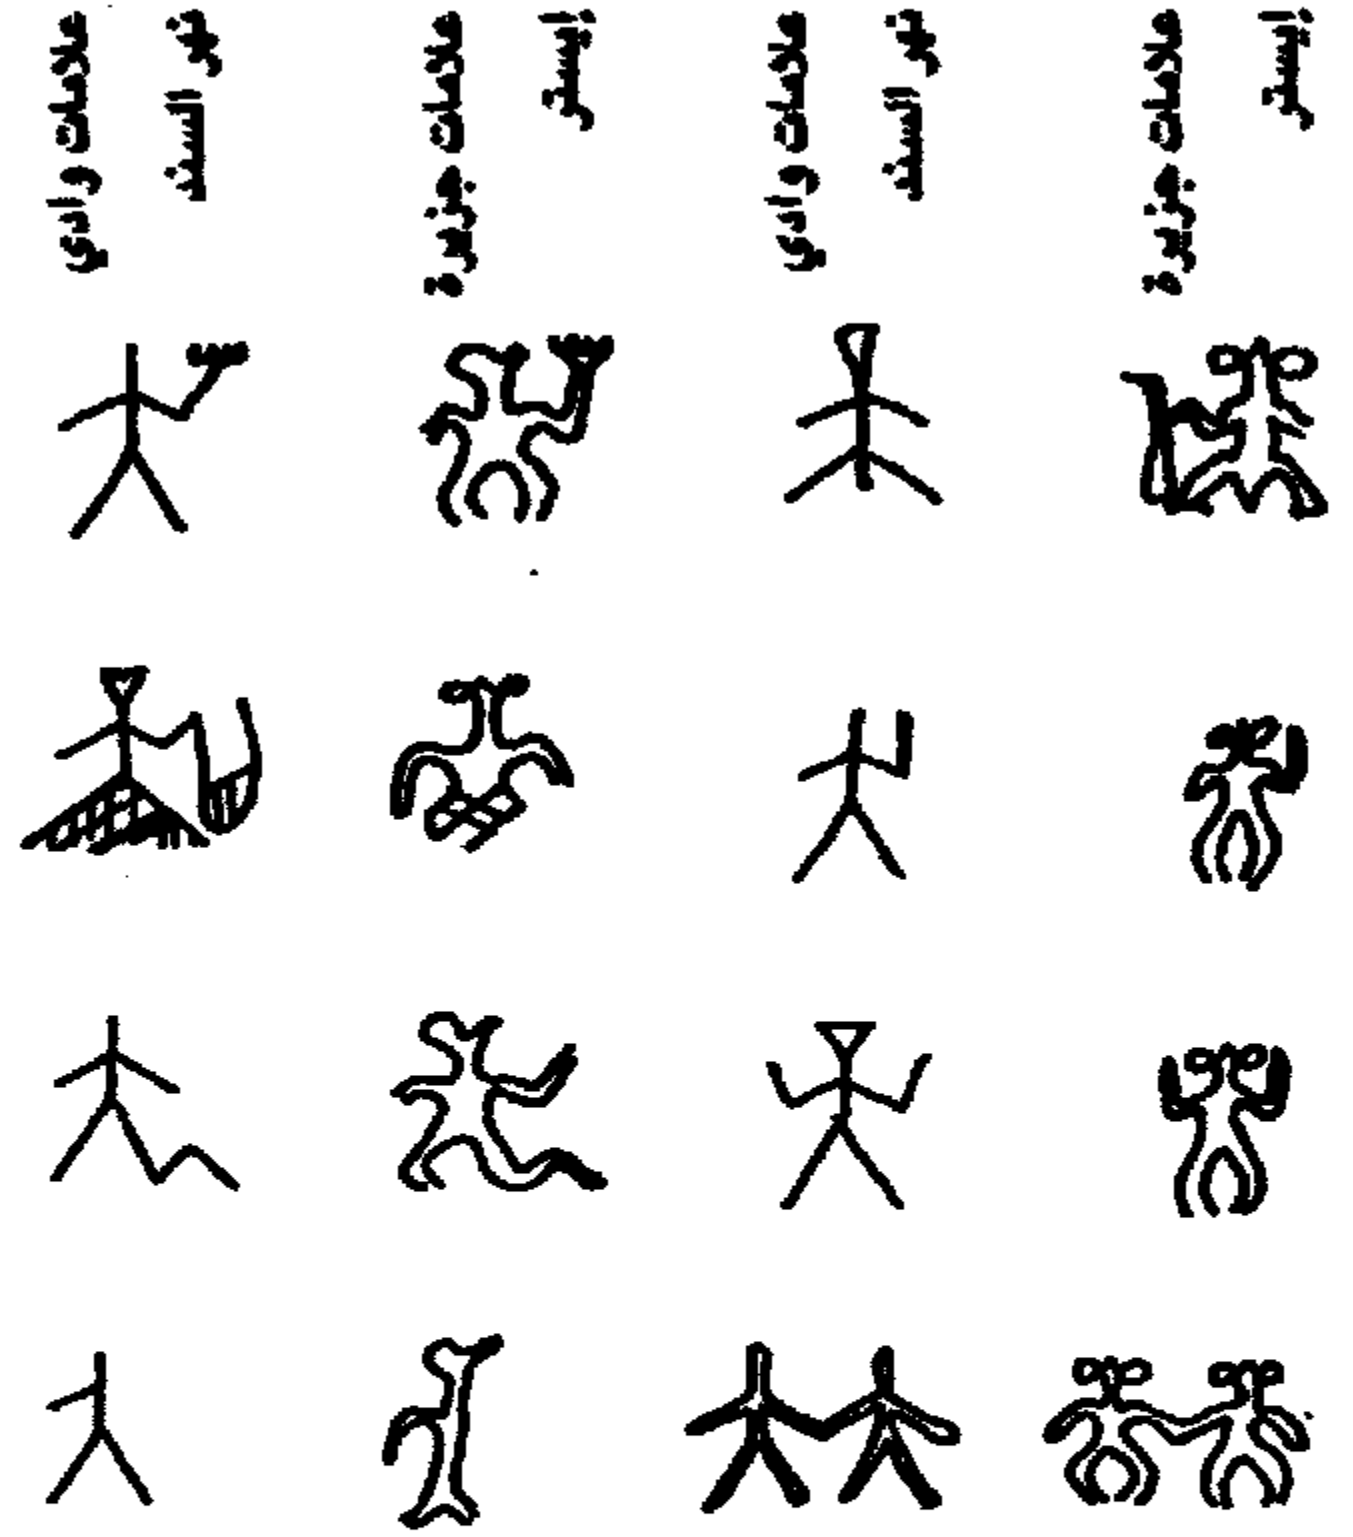 علامات وادي
نهر السند
علامات جزيرة
إيستر
علامات وادي
نهر السند
علامات جزيرة
إيستر